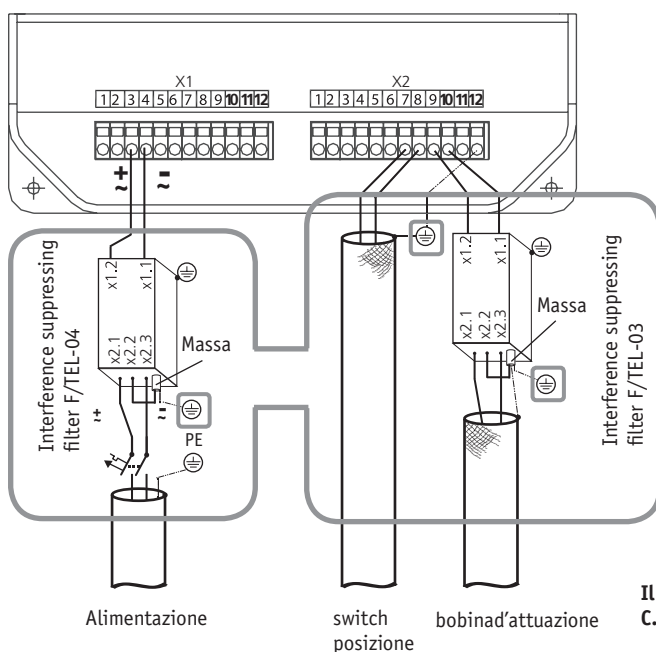 X1
1 2 3 4 5 6 7 8 9 10 11 12
X2
1 2 3 4 5 6 7 8 9 10 11 12
+
~
-
~
Interference suppressing
filter F/TEL-04
x1.2
x1.1
x2.1
x2.2
x2.3
Massa
~+
~-
PE
x1.2
x1.1
x2.1
x2.2
x2.3
Massa
Interference suppressing
filter F/TEL-03
Alimentazione
switch
posizione
bobinad'attuazione
Il
C.